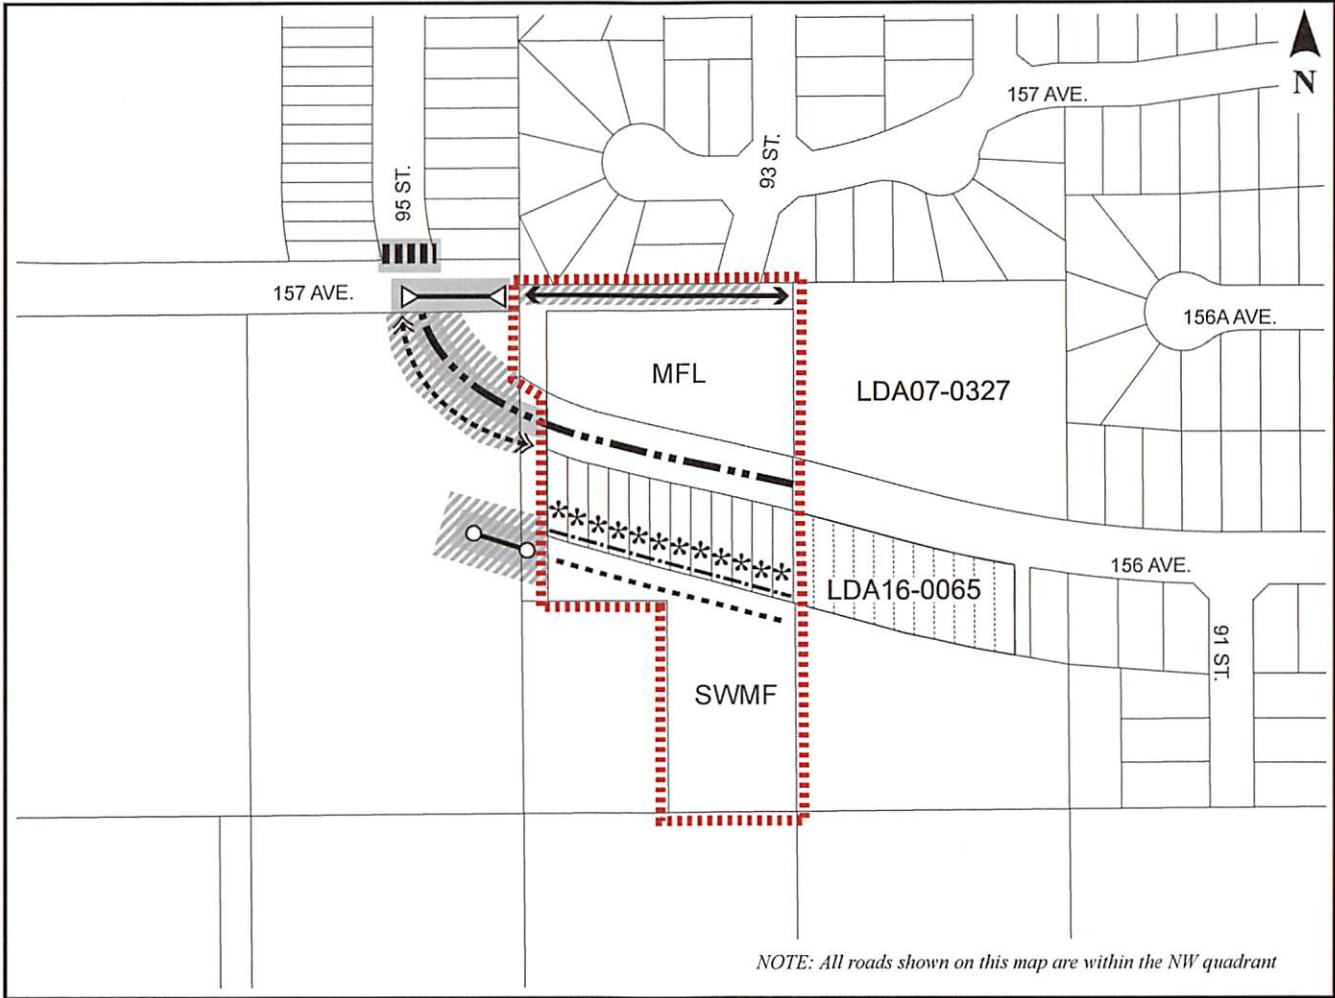 N
157 AVE.
95 ST.
93 ST.
157 AVE.
156A AVE.
MFL
LDA07-0327
156 AVE.
LDA16-0065
91 ST.
SWMF
NOTE: All roads shown on this map are within the NW quadrant